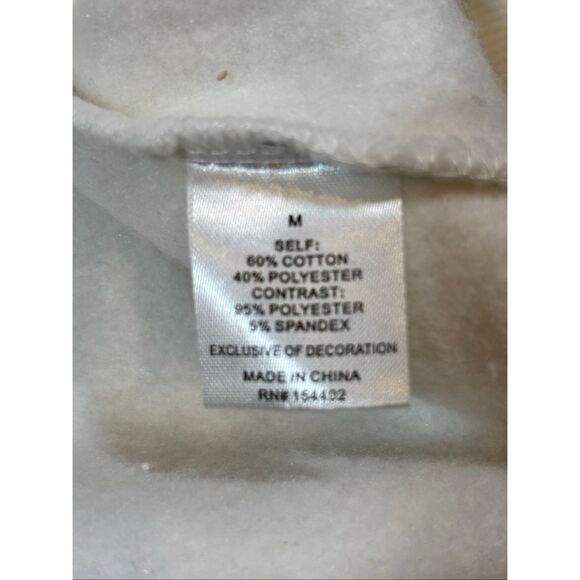 M
SELF:
60% COTTON
40% POLYESTER
CONTRAST:
95% POLYESTER
5% SPANDEX
EXCLUSIVE OF DECORATION
MADE IN CHINA
RN# 154402